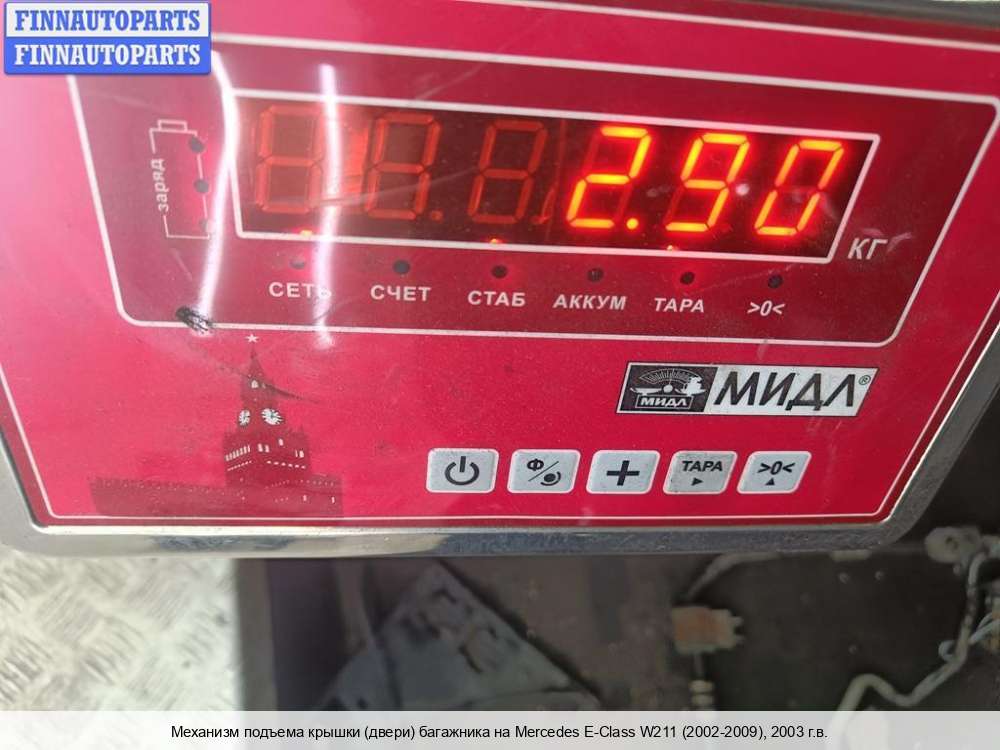 FINNAUTOPARTS
FINNAUTOPARTS
заряд
2.90
КГ
СЕТЬ СЧЕТ СТАБ АККУМ ТАРА >0<
МИДЛ МИДЛ®
Ф + ТАРА >0<
Механизм подъема крышки (двери) багажника на Mercedes E-Class W211 (2002-2009), 2003 г.в.